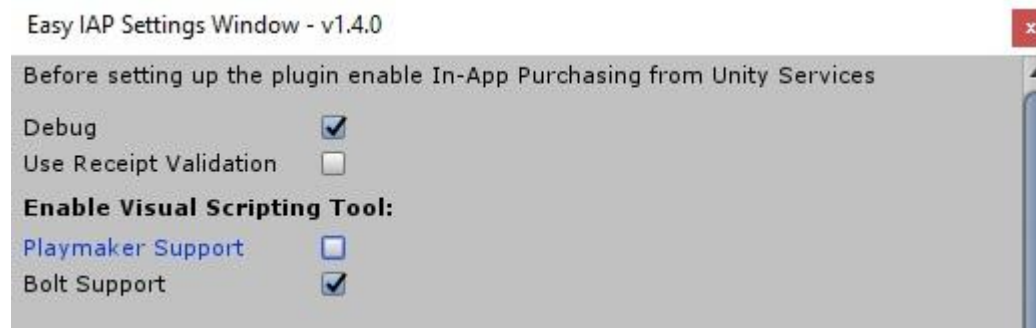 Easy IAP Settings Window - v1.4.0
x
Before setting up the plugin enable In-App Purchasing from Unity Services
Debug
Use Receipt Validation
Enable Visual Scripting Tool:
Playmaker Support
Bolt Support